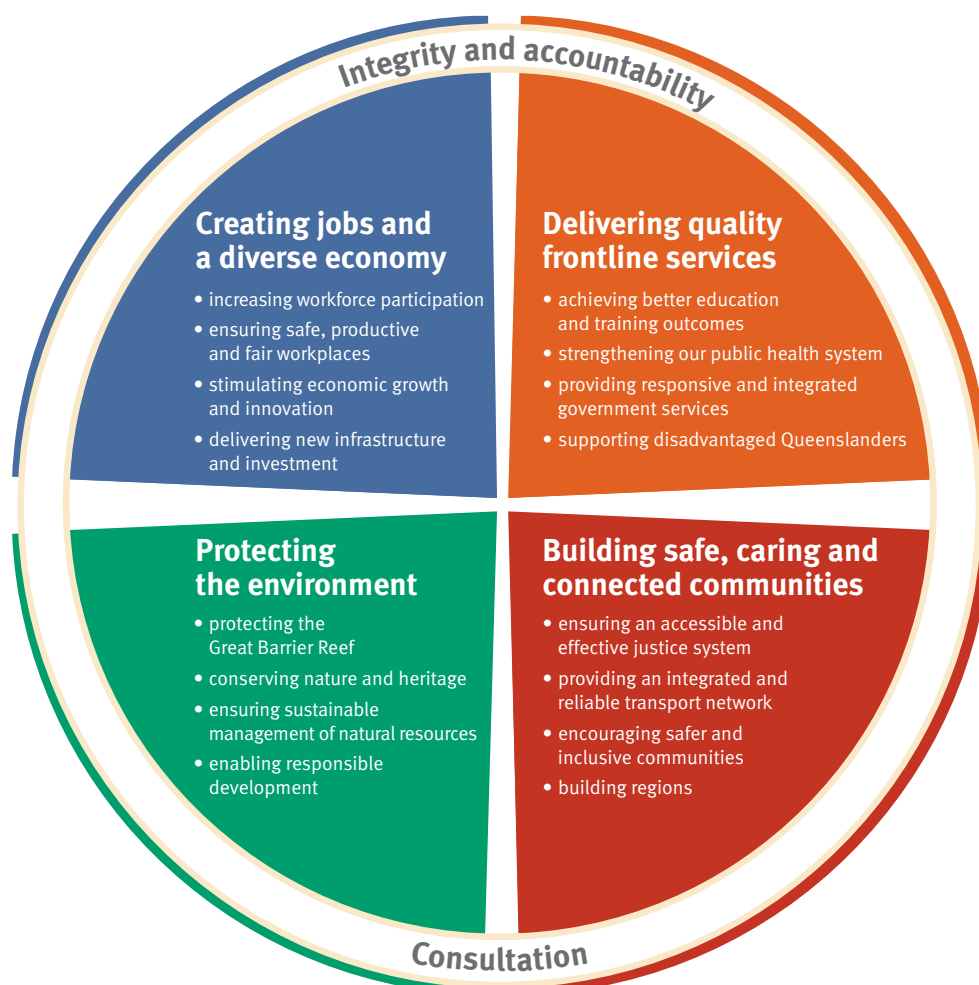 Integrity and accountability
Creating jobs and
a diverse economy
• increasing workforce participation
• ensuring safe, productive
and fair workplaces
• stimulating economic growth
and innovation
• delivering new infrastructure
and investment
Delivering quality
frontline services
• achieving better education
and training outcomes
• strengthening our public health system
• providing responsive and integrated
government services
• supporting disadvantaged Queenslanders
Protecting
the environment
• protecting the
Great Barrier Reef
• conserving nature and heritage
• ensuring sustainable
management of natural resources
• enabling responsible
development
Building safe, caring and
connected communities
• ensuring an accessible and
effective justice system
• providing an integrated and
reliable transport network
• encouraging safer and
inclusive communities
• building regions
Consultation